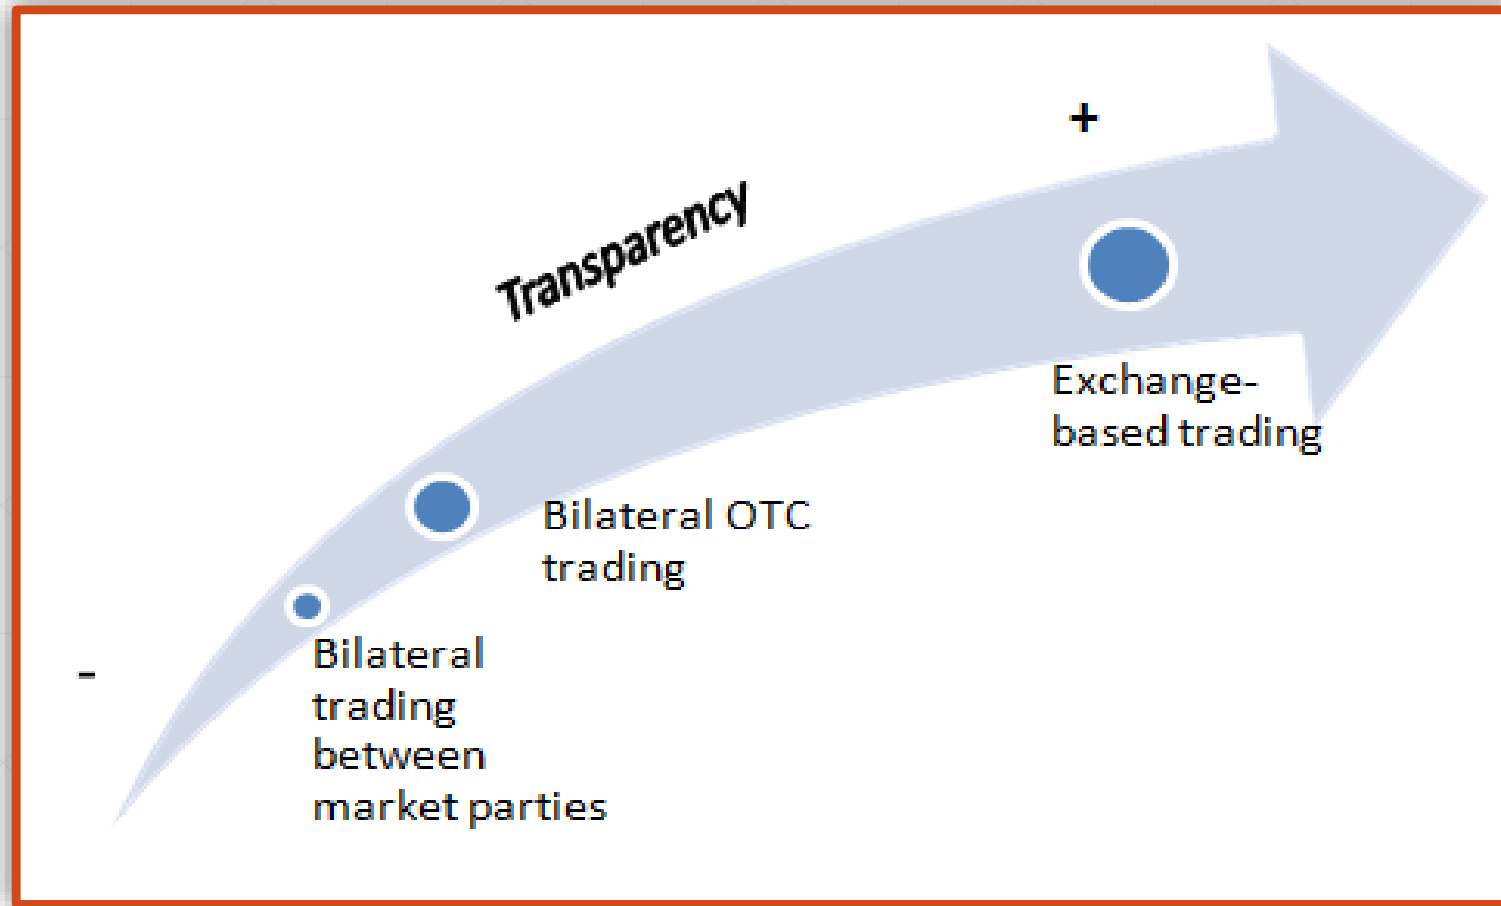 +
Transparency
Exchange-
based trading
Bilateral OTC
trading
Bilateral
trading
between
market parties
-